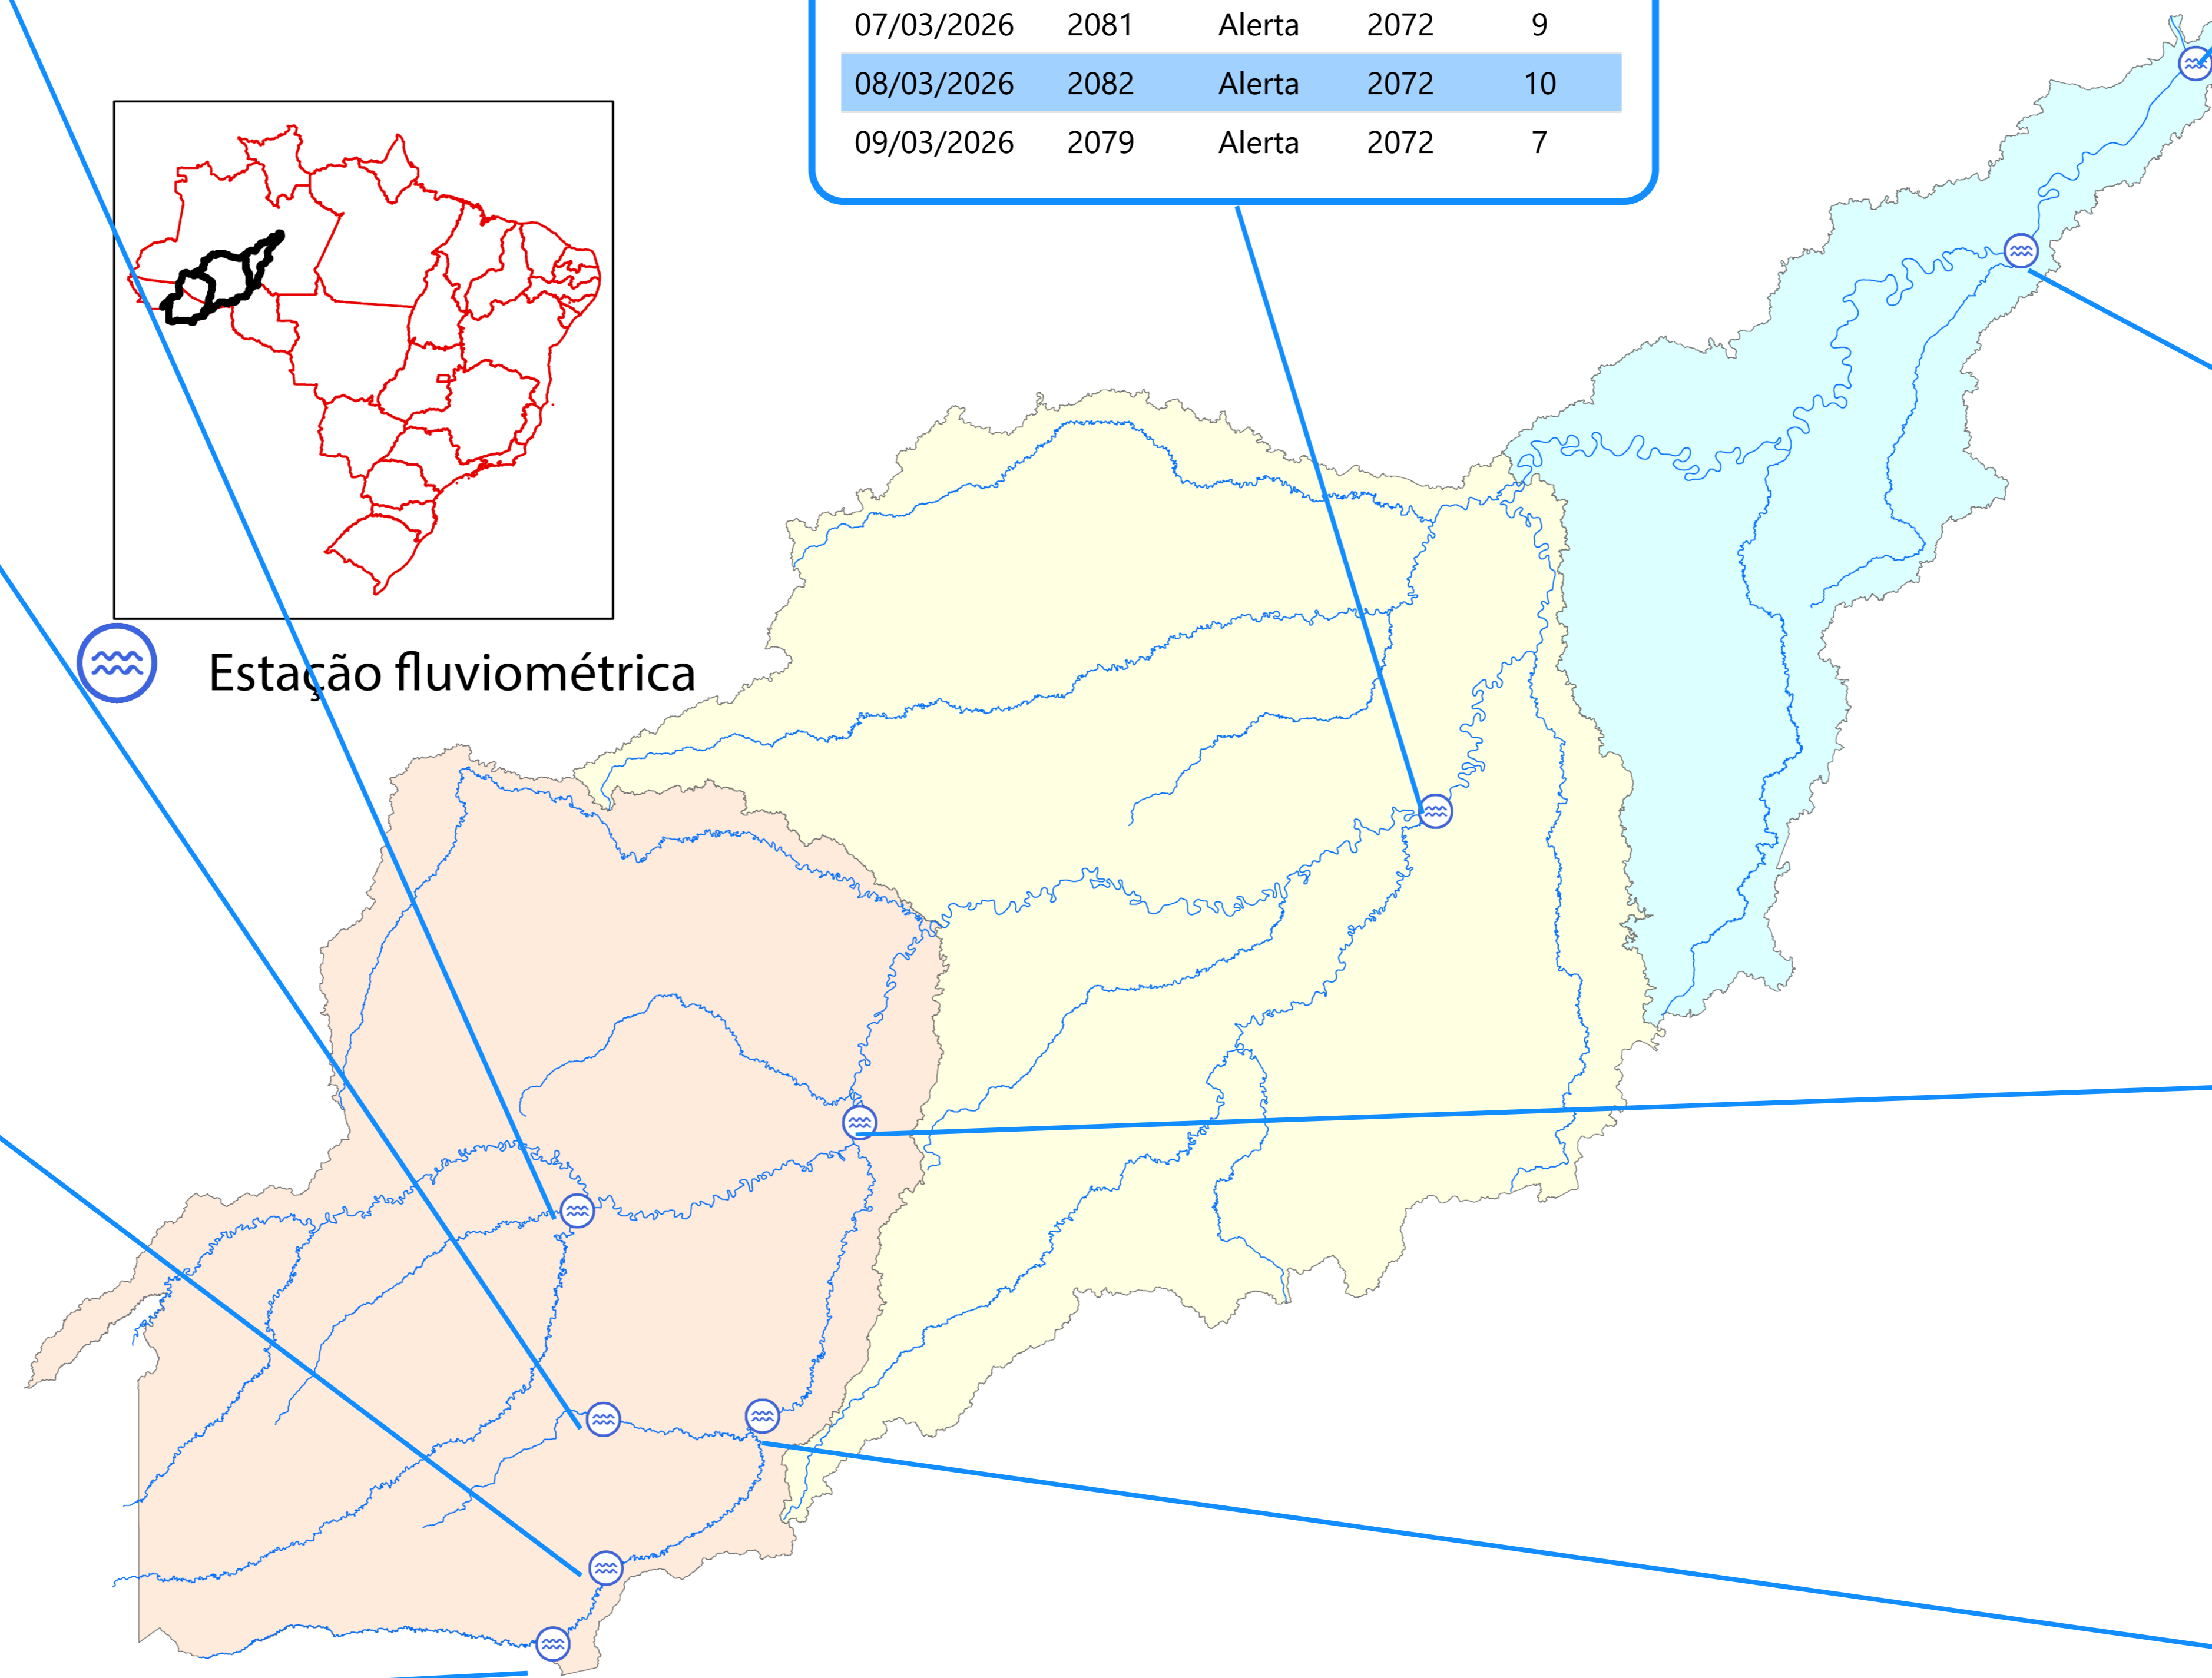 07/03/2026 2081 Alerta 2072 9
08/03/2026 2082 Alerta 2072 10
09/03/2026 2079 Alerta 2072 7
Estação fluviométrica